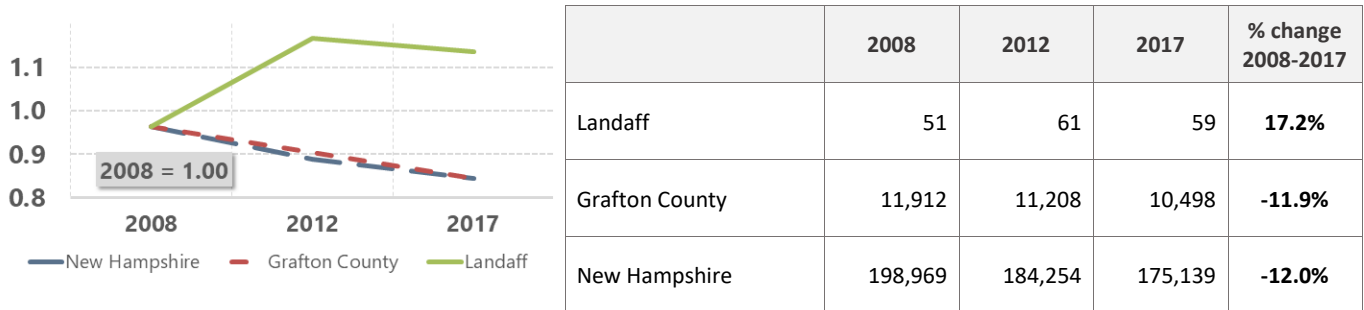 1.1
1.0
0.9
0.8
2008 = 1.00
2008 2012 2017
New Hampshire Grafton County Landaff
2008 2012 2017 % change
2008-2017
Landaff 51 61 59 17.2%
Grafton County 11,912 11,208 10,498 -11.9%
New Hampshire 198,969 184,254 175,139 -12.0%